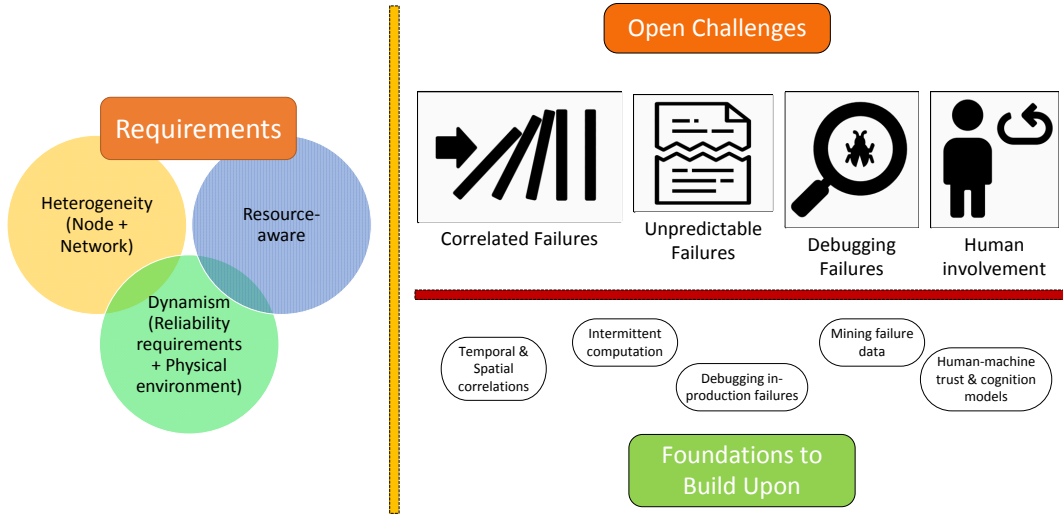 Requirements
Heterogeneity
(Node +
Network)
Resource-
aware
Dynamism
(Reliability
requirements
+ Physical
environment)
Open Challenges
Correlated Failures
Unpredictable
Failures
Debugging
Failures
Human
involvement
Temporal &
Spatial
correlations
Intermittent
computation
Debugging in-
production failures
Mining failure
data
Human-machine
trust & cognition
models
Foundations to
Build Upon